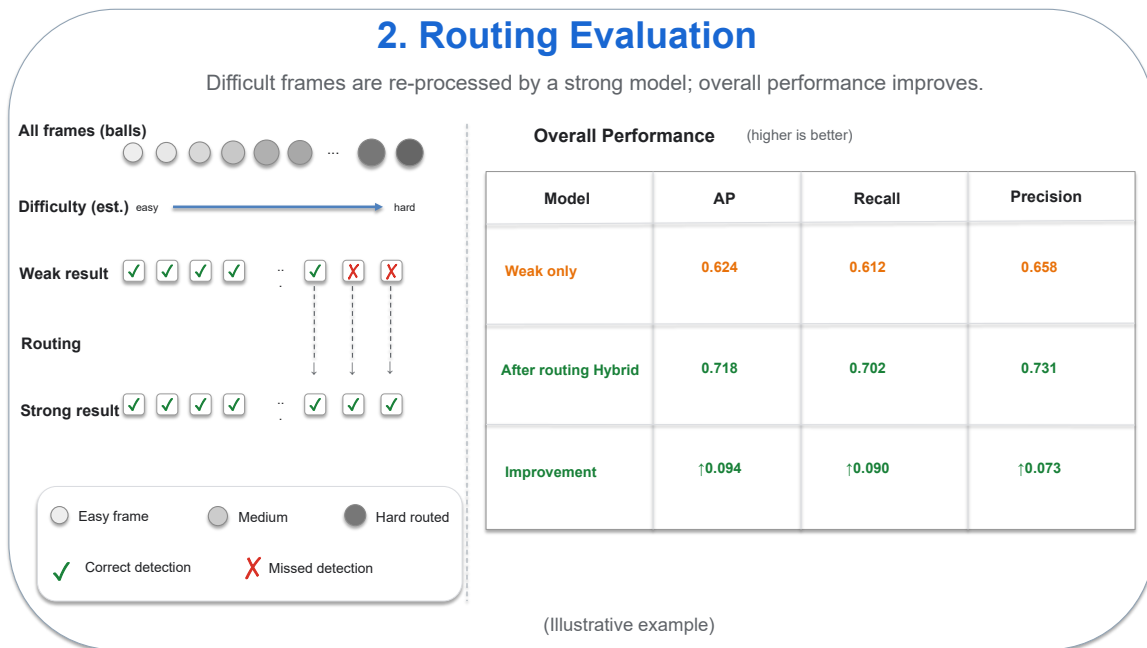 2. Routing Evaluation
Difficult frames are re-processed by a strong model; overall performance improves.
All frames (balls)
...
Difficulty (est.) easy hard
Weak result
...
Routing
Strong result
...
Easy frame Medium Hard routed
Correct detection Missed detection
Overall Performance (higher is better)
Model AP Recall Precision
Weak only 0.624 0.612 0.658
After routing Hybrid 0.718 0.702 0.731
Improvement ↑0.094 ↑0.090 ↑0.073
(Illustrative example)